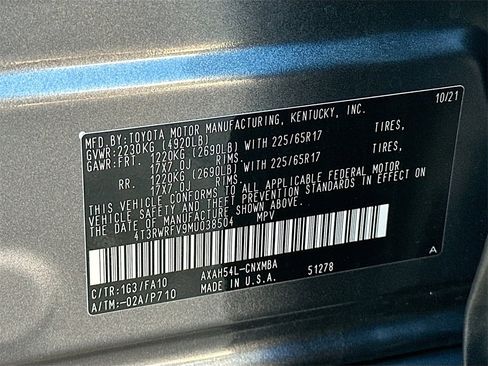 MFD.BY:TOYOTA MOTOR MANUFACTURING, KENTUCKY, INC. 10/21
GVWR:2230KG (4920LB)
GAWR:FRT. 1220KG (2690LB) WITH 225/65R17 TIRES,
17X7.0J RIMS.
RR. 1220KG (2690LB) WITH 225/65R17 TIRES,
17X7.0J RIMS.
THIS VEHICLE CONFORMS TO ALL APPLICABLE FEDERAL MOTOR
VEHICLE SAFETY AND THEFT PREVENTION STANDARDS IN EFFECT ON
THE DATE OF MANUFACTURE SHOWN ABOVE.
4T3RWRFV9MU038504 MPV
C/TR:1G3/FA10 AXAH54L-CNXMBA 51278 A
A/TM:-02A/P710 MADE IN U.S.A.